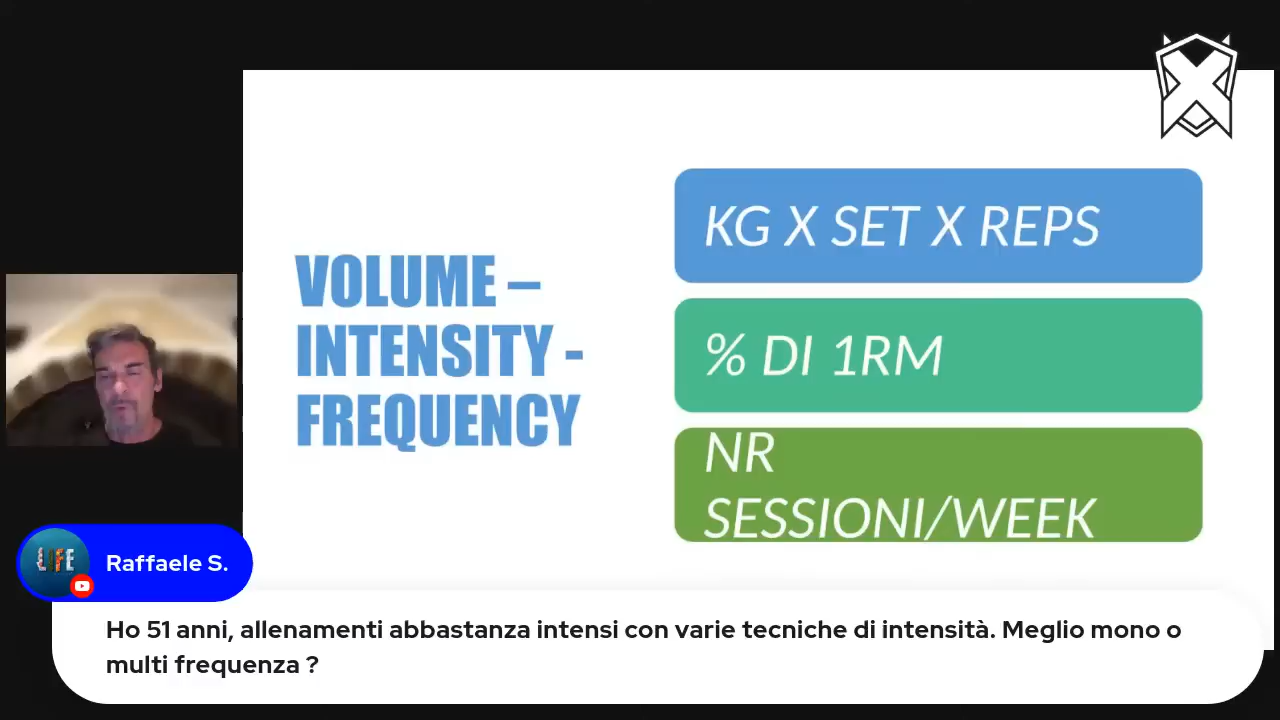 VOLUME –
INTENSITY -
FREQUENCY
KG X SET X REPS
% DI 1RM
NR
SESSIONI/WEEK
LIFE
Raffaele S.
Ho 51 anni, allenamenti abbastanza intensi con varie tecniche di intensità. Meglio mono o
multi frequenza ?